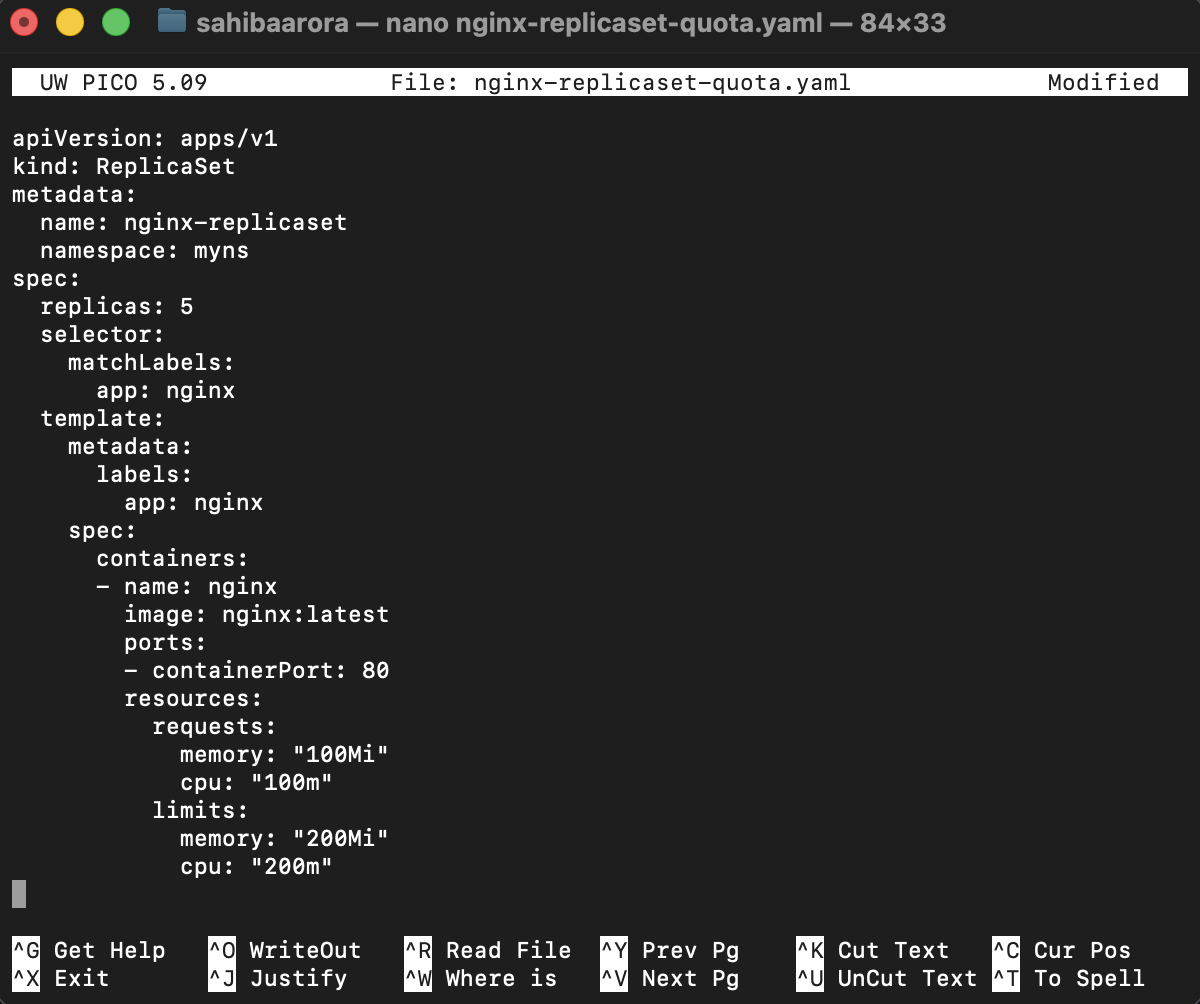 sahibaarora — nano nginx-replicaset-quota.yaml — 84×33
UW PICO 5.09 File: nginx-replicaset-quota.yaml Modified
apiVersion: apps/v1
kind: ReplicaSet
metadata:
  name: nginx-replicaset
  namespace: myns
spec:
  replicas: 5
  selector:
    matchLabels:
      app: nginx
  template:
    metadata:
      labels:
        app: nginx
    spec:
      containers:
      - name: nginx
        image: nginx:latest
        ports:
        - containerPort: 80
        resources:
          requests:
            memory: "100Mi"
            cpu: "100m"
          limits:
            memory: "200Mi"
            cpu: "200m"
^G Get Help ^O WriteOut ^R Read File ^Y Prev Pg ^K Cut Text ^C Cur Pos
^X Exit ^J Justify ^W Where is ^V Next Pg ^U UnCut Text ^T To Spell